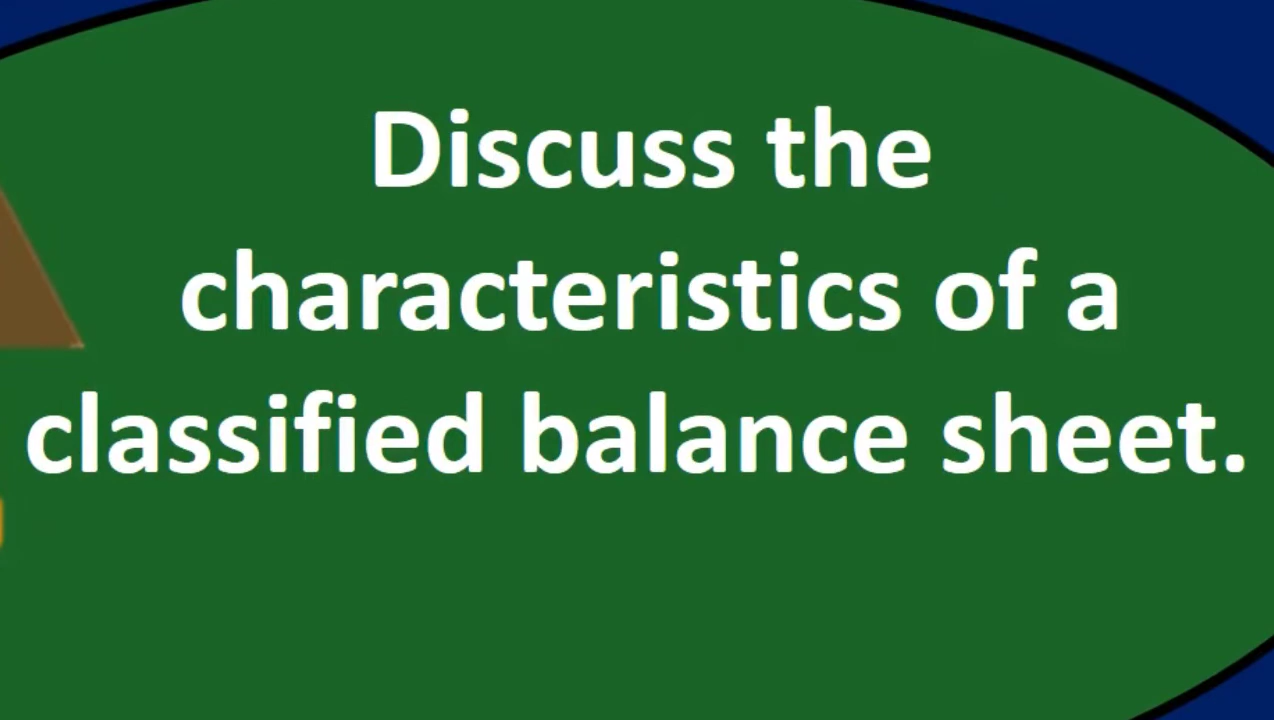 Discuss the
characteristics of a
classified balance sheet.